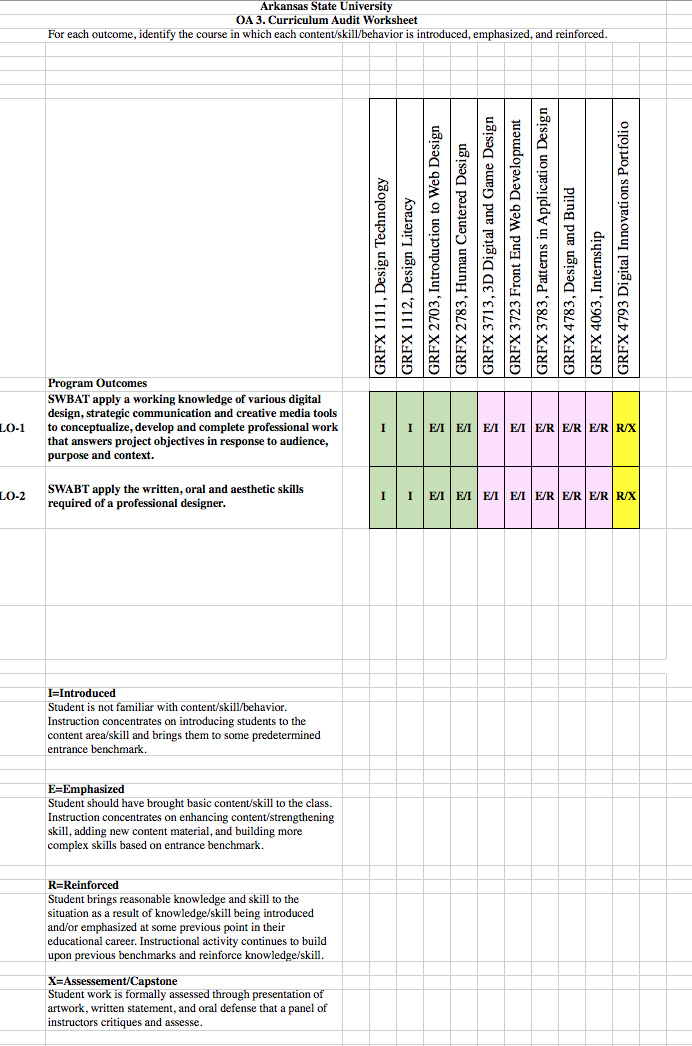 Arkansas State University
OA 3. Curriculum Audit Worksheet
For each outcome, identify the course in which each content/skill/behavior is introduced, emphasized, and reinforced.
GRFX 1111, Design Technology
GRFX 1112, Design Literacy
GRFX 2703, Introduction to Web Design
GRFX 2783, Human Centered Design
GRFX 3713, 3D Digital and Game Design
GRFX 3723 Front End Web Development
GRFX 3783, Patterns in Application Design
GRFX 4783, Design and Build
GRFX 4063, Internship
GRFX 4793 Digital Innovations Portfolio
Program Outcomes
SWBAT apply a working knowledge of various digital
design, strategic communication and creative media tools
LO-1 to conceptualize, develop and complete professional work I I E/I E/I E/I E/I E/R E/R E/R R/X
that answers project objectives in response to audience,
purpose and context.
LO-2 SWABT apply the written, oral and aesthetic skills I I E/I E/I E/I E/I E/R E/R E/R R/X
required of a professional designer.
I=Introduced
Student is not familiar with content/skill/behavior.
Instruction concentrates on introducing students to the
content area/skill and brings them to some predetermined
entrance benchmark.
E=Emphasized
Student should have brought basic content/skill to the class.
Instruction concentrates on enhancing content/strengthening
skill, adding new content material, and building more
complex skills based on entrance benchmark.
R=Reinforced
Student brings reasonable knowledge and skill to the
situation as a result of knowledge/skill being introduced
and/or emphasized at some previous point in their
educational career. Instructional activity continues to build
upon previous benchmarks and reinforce knowledge/skill.
X=Assessement/Capstone
Student work is formally assessed through presentation of
artwork, written statement, and oral defense that a panel of
instructors critiques and assesse.